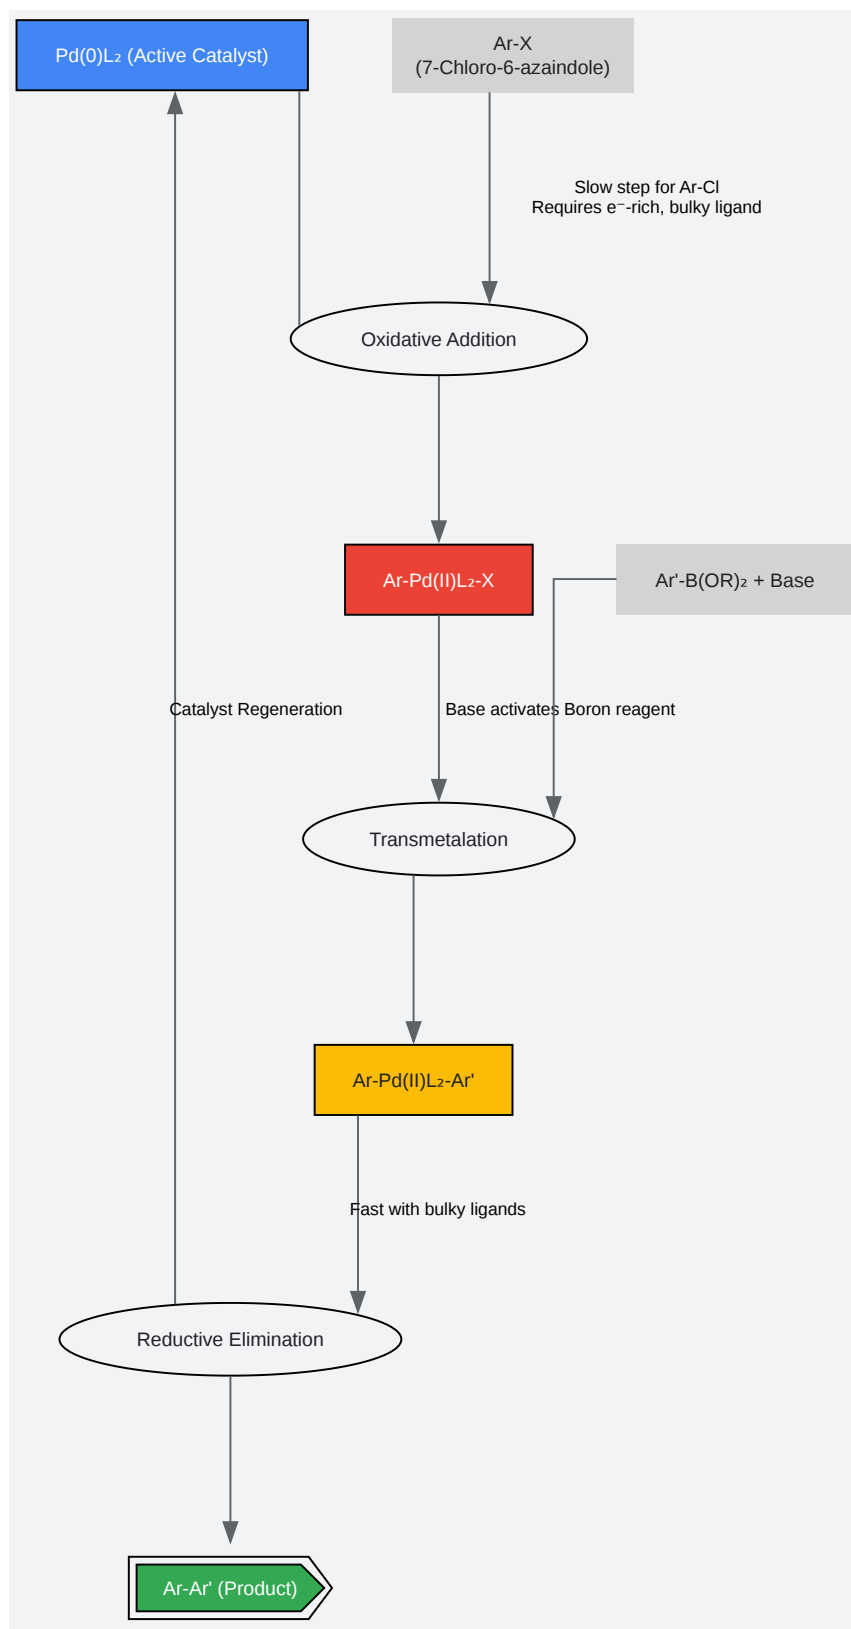 Pd(0)L₂ (Active Catalyst)
Ar-X
(7-Chloro-6-azaindole)
Slow step for Ar-Cl
Requires e⁻-rich, bulky ligand
Oxidative Addition
Ar-Pd(II)L₂-X
Ar'-B(OR)₂ + Base
Catalyst Regeneration
Base activates Boron reagent
Transmetalation
Ar-Pd(II)L₂-Ar'
Fast with bulky ligands
Reductive Elimination
Ar-Ar' (Product)